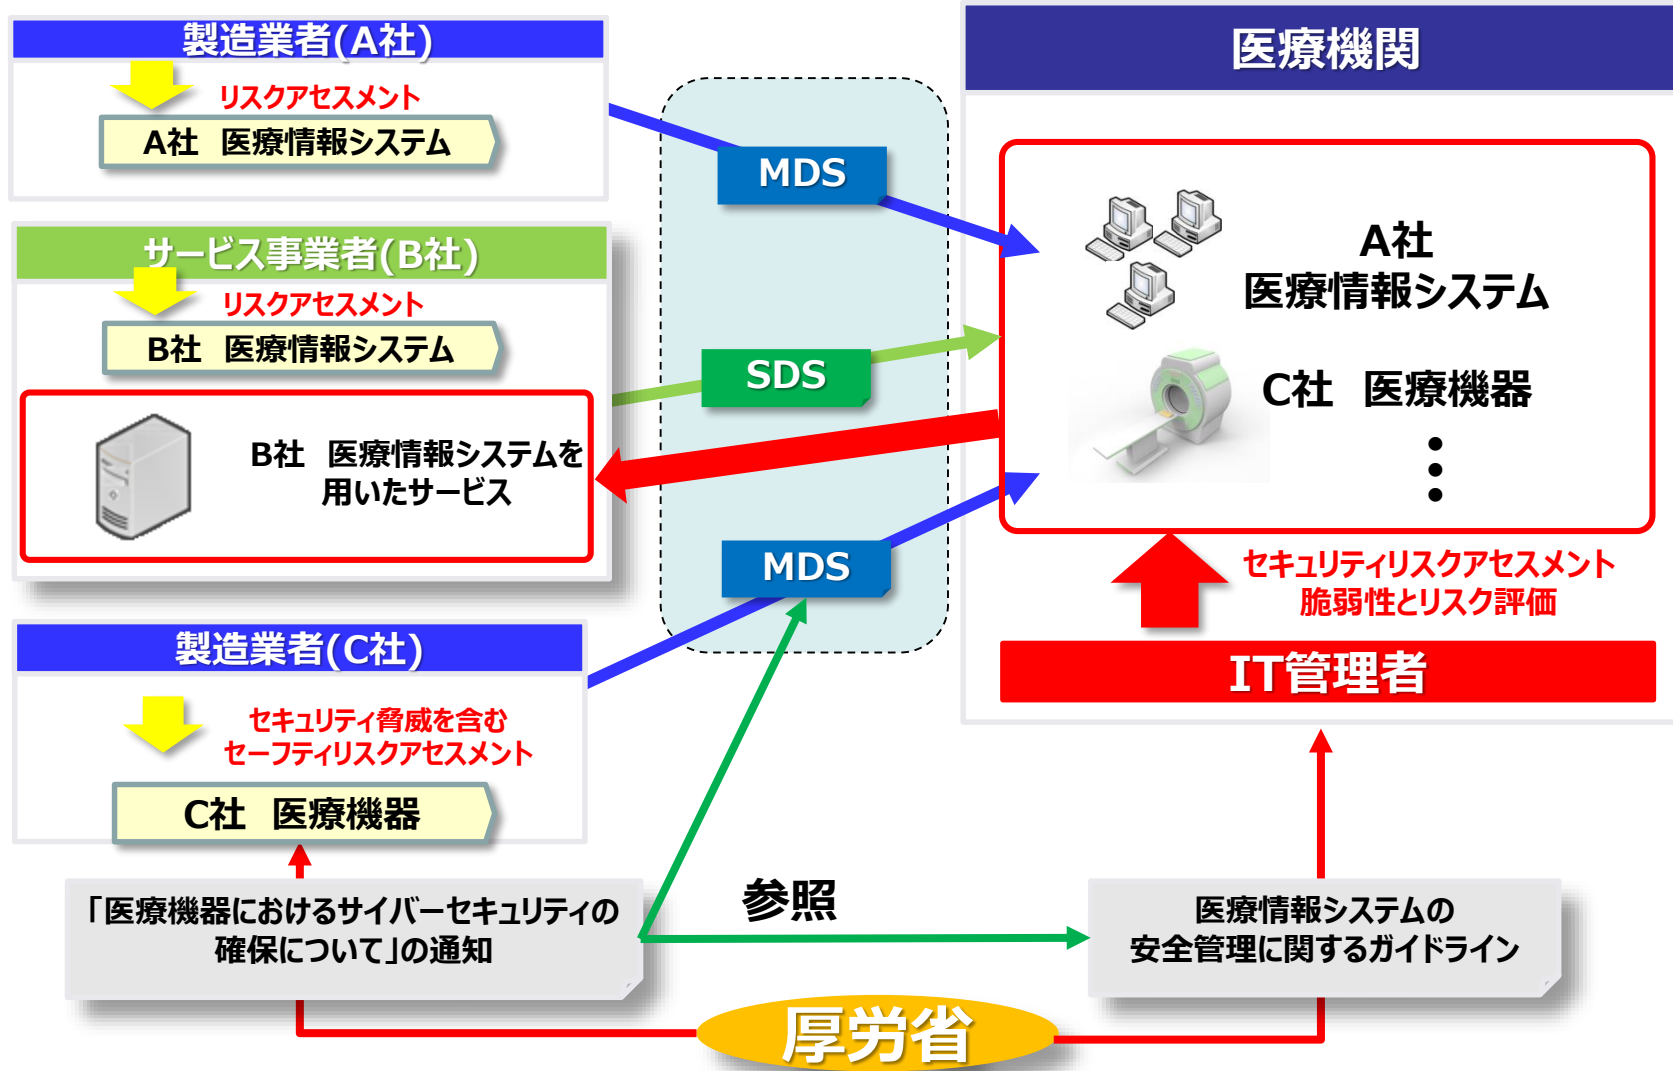 製造業者(A社)
リスクアセスメント
A社　医療情報システム
サービス事業者(B社)
リスクアセスメント
B社　医療情報システム
B社　医療情報システムを
用いたサービス
製造業者(C社)
セキュリティ脅威を含む
セーフティリスクアセスメント
C社　医療機器
MDS
SDS
MDS
医療機関
A社
医療情報システム
C社　医療機器
セキュリティリスクアセスメント
脆弱性とリスク評価
IT管理者
「医療機器におけるサイバーセキュリティの
確保について」の通知
参照
医療情報システムの
安全管理に関するガイドライン
厚労省